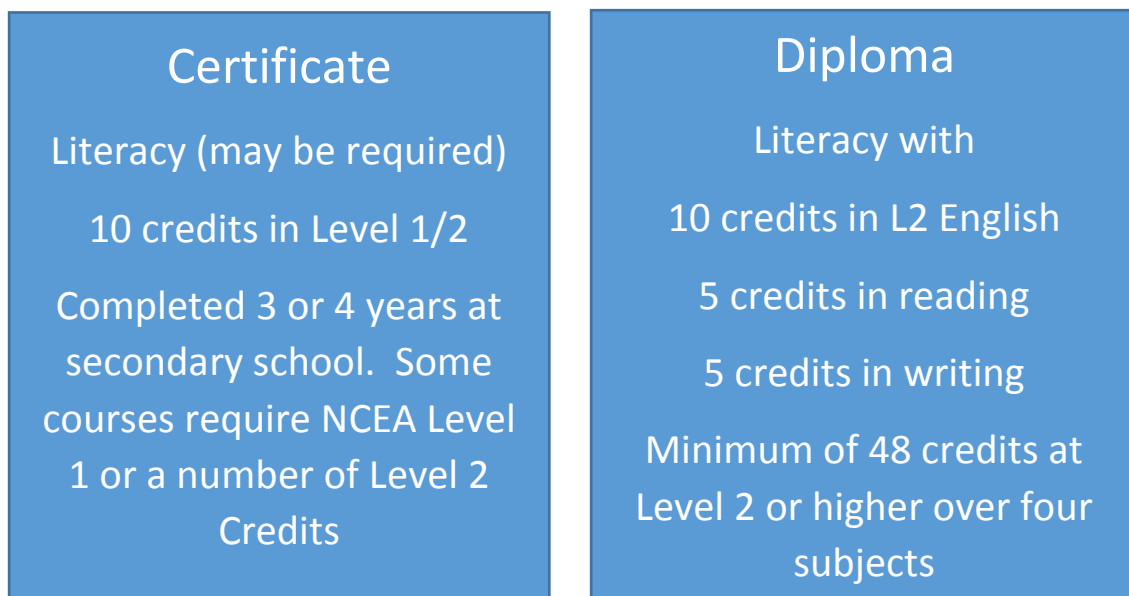 Certificate
Literacy (may be required)
10 credits in Level 1/2
Completed 3 or 4 years at
secondary school.  Some
courses require NCEA Level
1 or a number of Level 2
Credits
Diploma
Literacy with
10 credits in L2 English
5 credits in reading
5 credits in writing
Minimum of 48 credits at
Level 2 or higher over four
subjects